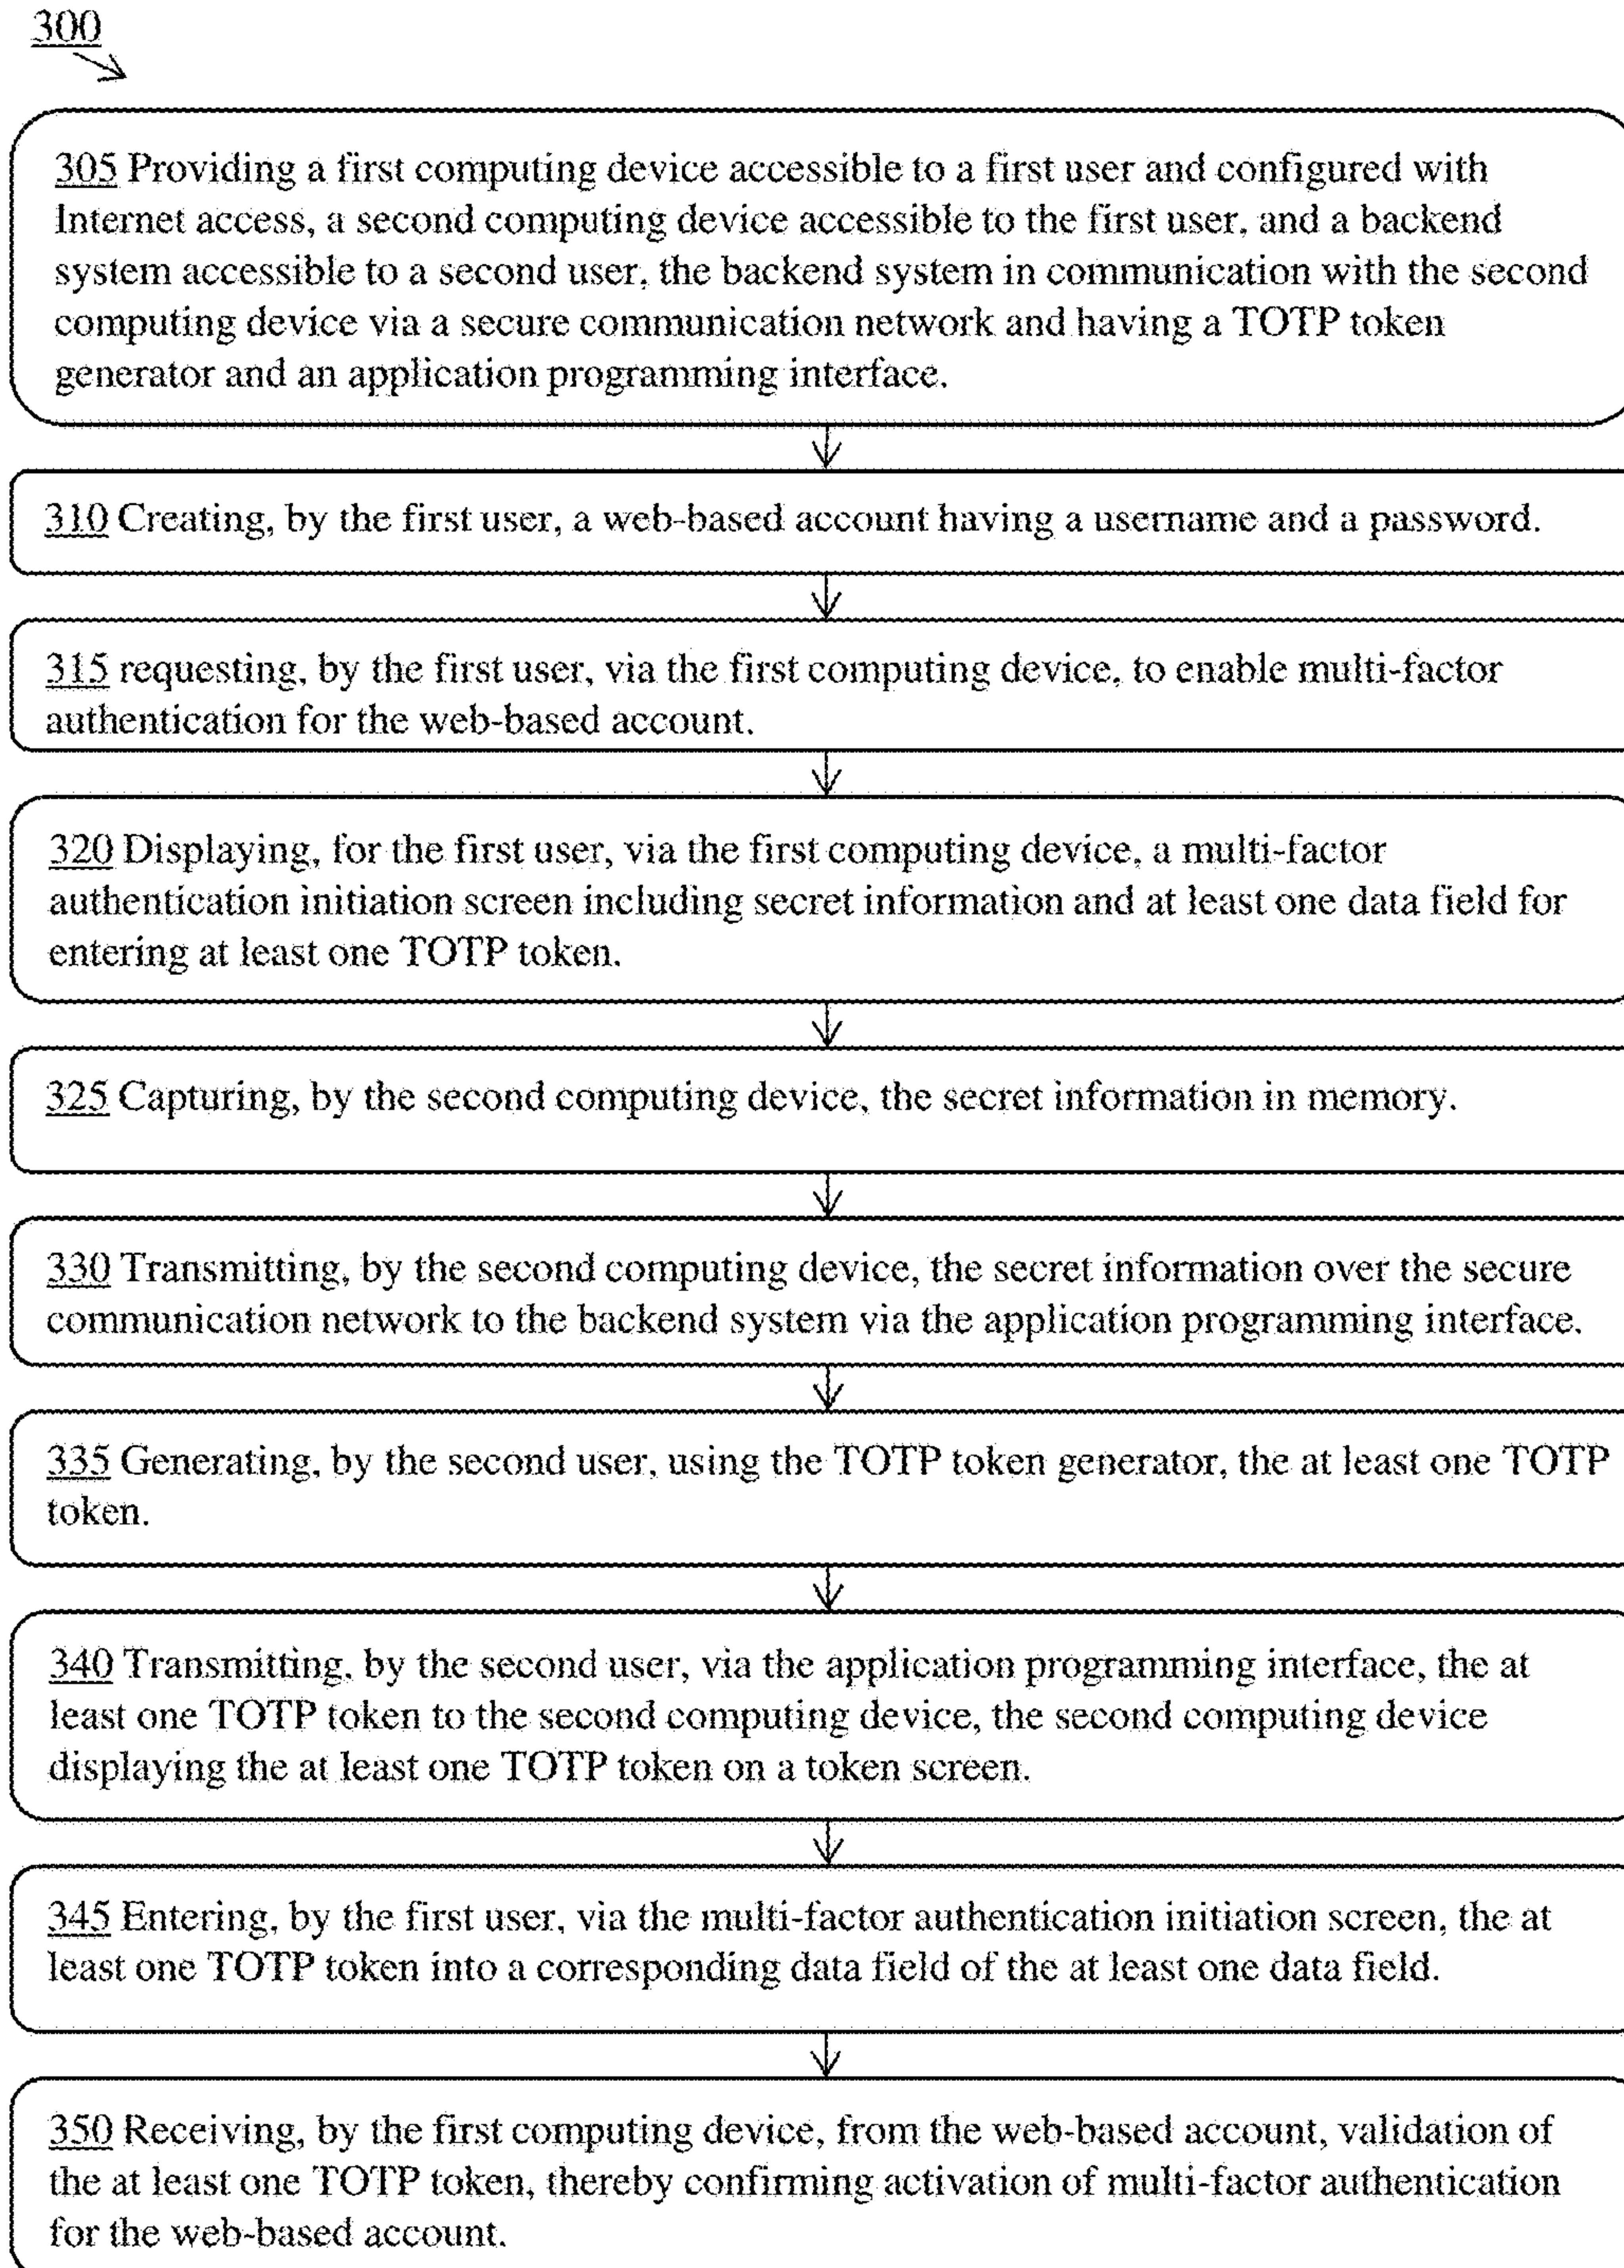 300
305 Providing a first computing device accessible to a first user and configured with
Internet access, a second computing device accessible to the first user, and a backend
system accessible to a second user, the backend system in communication with the second
computing device via a secure communication network and having a TOTP token
generator and an application programming interface.
310 Creating, by the first user, a web-based account having a username and a password.
315 requesting, by the first user, via the first computing device, to enable multi-factor
authentication for the web-based account.
320 Displaying, for the first user, via the first computing device, a multi-factor
authentication initiation screen including secret information and at least one data field for
entering at least one TOTP token.
325 Capturing, by the second computing device, the secret information in memory.
330 Transmitting, by the second computing device, the secret information over the secure
communication network to the backend system via the application programming interface.
335 Generating, by the second user, using the TOTP token generator, the at least one TOTP
token.
340 Transmitting, by the second user, via the application programming interface, the at
least one TOTP token to the second computing device, the second computing device
displaying the at least one TOTP token on a token screen.
345 Entering, by the first user, via the multi-factor authentication initiation screen, the at
least one TOTP token into a corresponding data field of the at least one data field.
350 Receiving, by the first computing device, from the web-based account, validation of
the at least one TOTP token, thereby confirming activation of multi-factor authentication
for the web-based account.